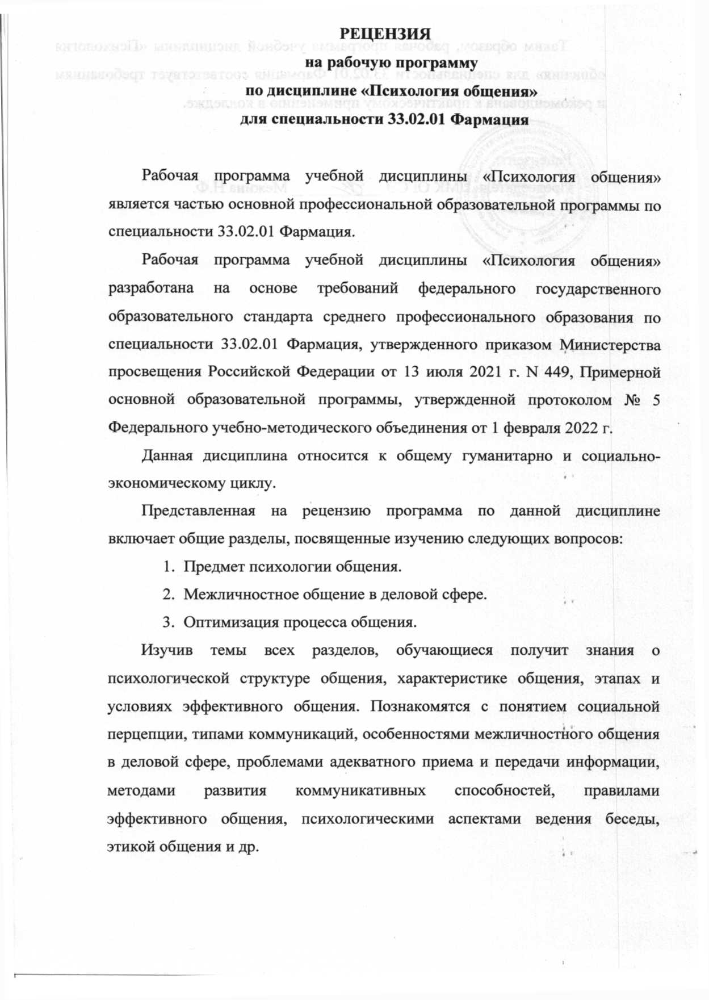 РЕЦЕНЗИЯ
на рабочую программу
по дисциплине «Психология общения»
для специальности 33.02.01 Фармация
Рабочая программа учебной дисциплины «Психология общения»
является частью основной профессиональной образовательной программы по
специальности 33.02.01 Фармация.
Рабочая программа учебной дисциплины «Психология общения»
разработана на основе требований федерального государственного
образовательного стандарта среднего профессионального образования по
специальности 33.02.01 Фармация, утвержденного приказом Министерства
просвещения Российской Федерации от 13 июля 2021 г. N 449, Примерной
основной образовательной программы, утвержденной протоколом № 5
Федерального учебно-методического объединения от 1 февраля 2022 г.
Данная дисциплина относится к общему гуманитарно и социально-
экономическому циклу.
Представленная на рецензию программа по данной дисциплине
включает общие разделы, посвященные изучению следующих вопросов:
1. Предмет психологии общения.
2. Межличностное общение в деловой сфере.
3. Оптимизация процесса общения.
Изучив темы всех разделов, обучающиеся получит знания о
психологической структуре общения, характеристике общения, этапах и
условиях эффективного общения. Познакомятся с понятием социальной
перцепции, типами коммуникаций, особенностями межличностного общения
в деловой сфере, проблемами адекватного приема и передачи информации,
методами развития коммуникативных способностей, правилами
эффективного общения, психологическими аспектами ведения беседы,
этикой общения и др.